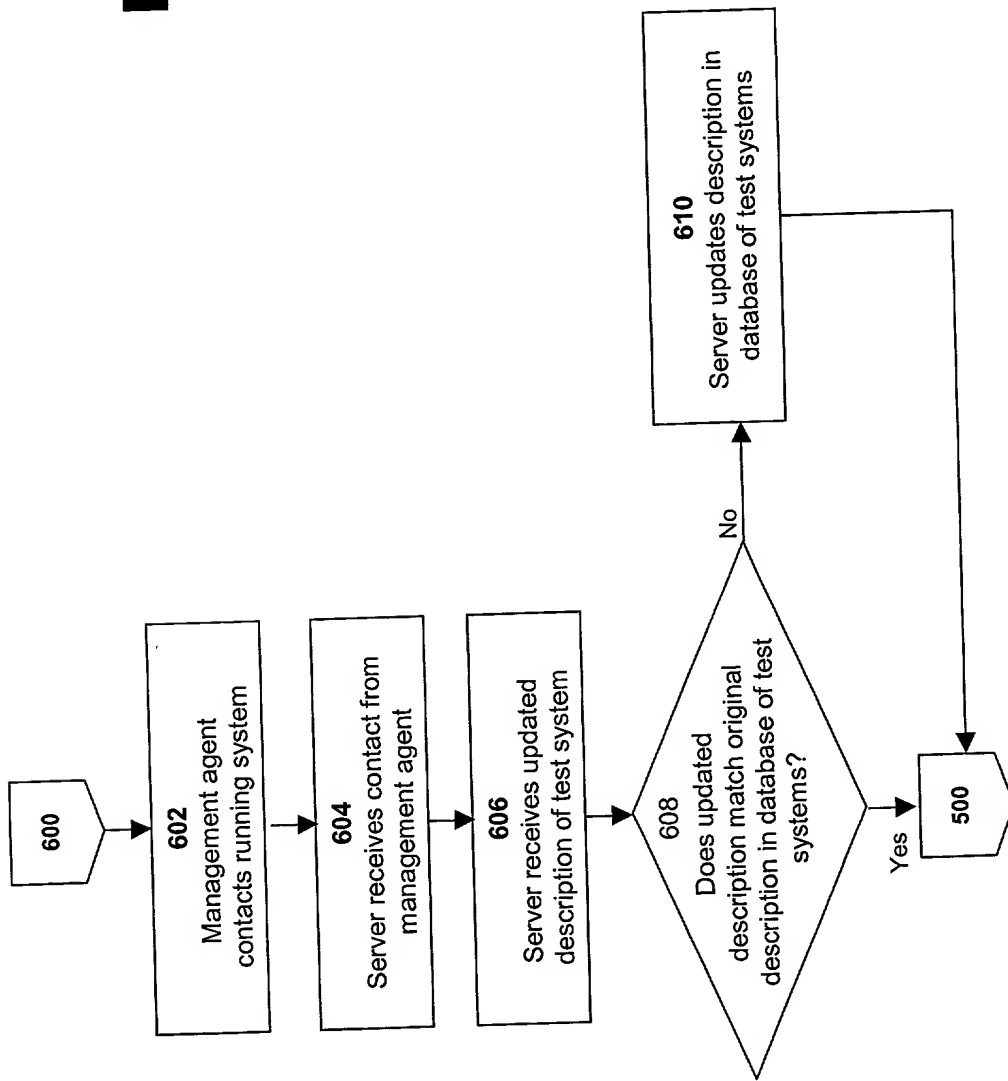 600
602
Management agent
contacts running system
604
Server receives contact from
management agent
606
Server receives updated
description of test system
608
Does updated
description match original
description in database of test
systems?
No
610
Server updates description in
database of test systems
Yes
500